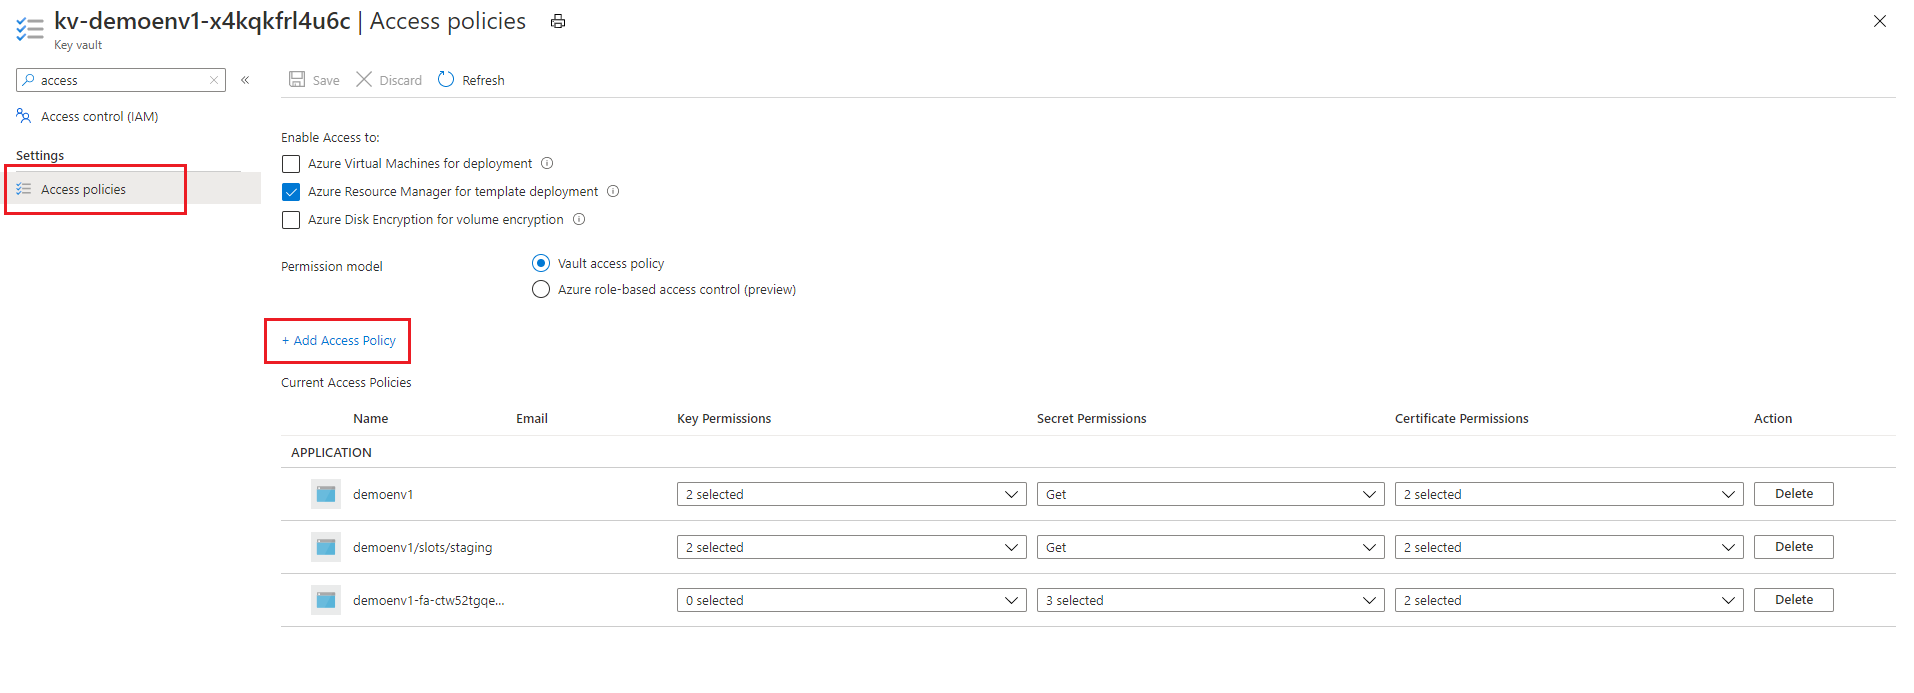 kv-demoenv1-x4kqkfrl4u6c | Access policies
Key vault
access
«
Save
Discard
Refresh
Access control (IAM)
Settings
Access policies
Enable Access to:
Azure Virtual Machines for deployment
Azure Resource Manager for template deployment
Azure Disk Encryption for volume encryption
Permission model
Vault access policy
Azure role-based access control (preview)
+ Add Access Policy
Current Access Policies
Name Email Key Permissions Secret Permissions Certificate Permissions Action
APPLICATION
demoenv1 2 selected Get 2 selected Delete
demoenv1/slots/staging 2 selected Get 2 selected Delete
demoenv1-fa-ctw52tgqe... 0 selected 3 selected 2 selected Delete